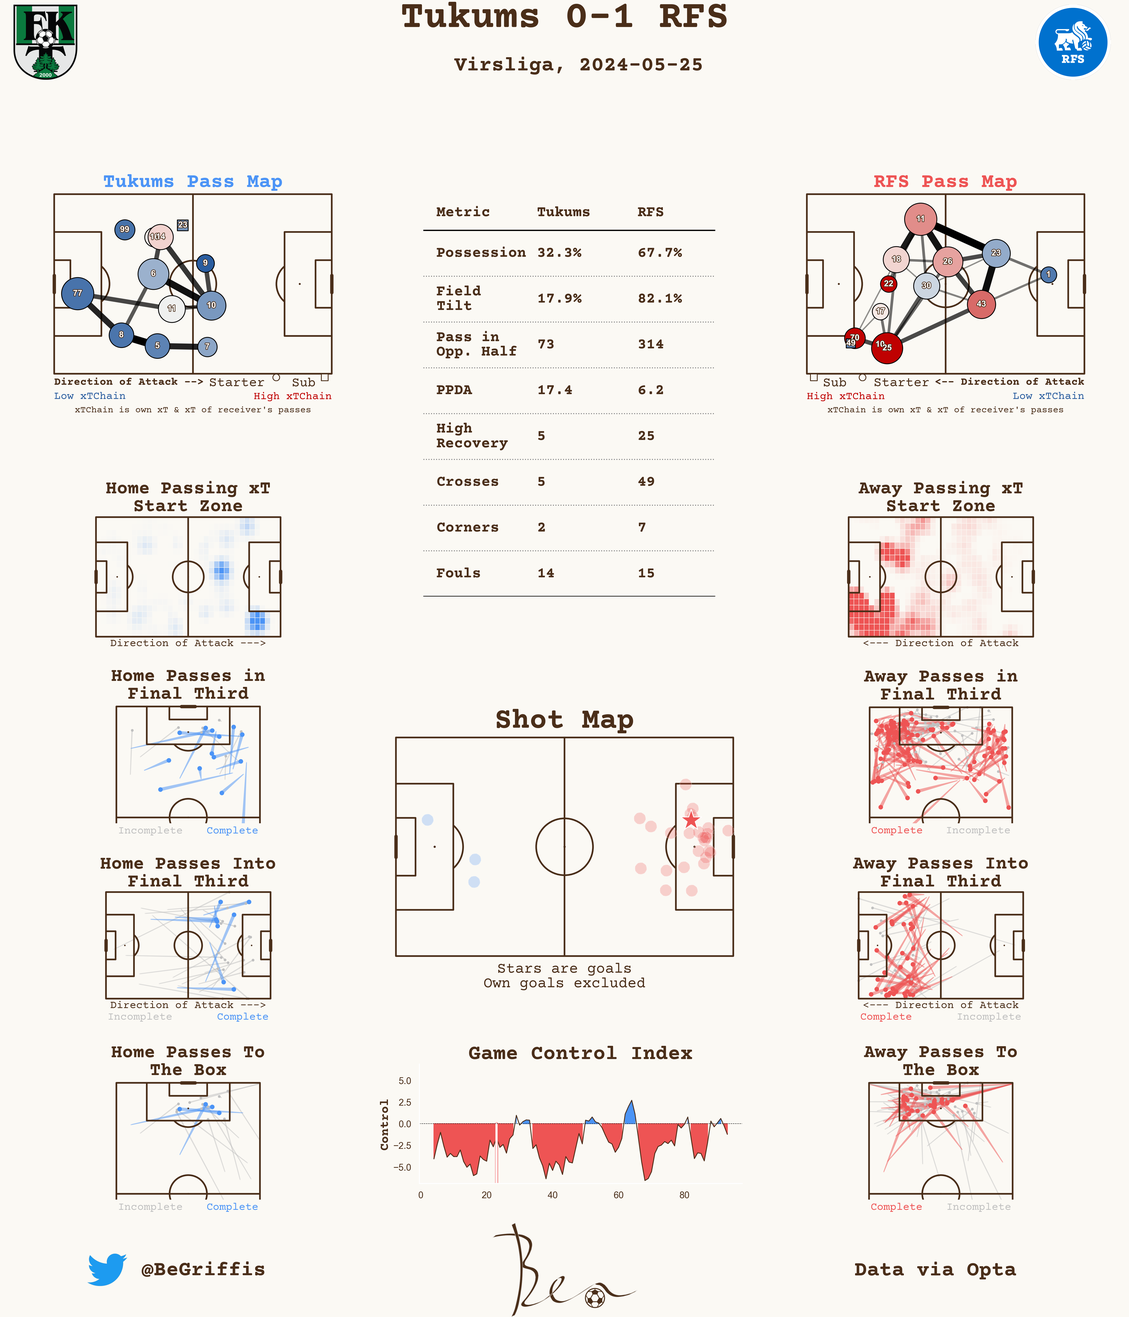 Tukums 0-1 RFS
Virsliga, 2024-05-25
FK
2000
RFS
Tukums Pass Map
99
14
23
6
9
77
11
10
8
5
7
Direction of Attack --> Starter Sub
Low xTChain High xTChain
xTChain is own xT & xT of receiver's passes
Metric Tukums RFS
Possession 32.3% 67.7%
Field
Tilt 17.9% 82.1%
Pass in
Opp. Half 73 314
PPDA 17.4 6.2
High
Recovery 5 25
Crosses 5 49
Corners 2 7
Fouls 14 15
RFS Pass Map
11
18
26
23
1
22
30
17
43
70
49
10
25
Sub Starter <-- Direction of Attack
High xTChain Low xTChain
xTChain is own xT & xT of receiver's passes
Home Passing xT
Start Zone
Direction of Attack --->
Away Passing xT
Start Zone
<--- Direction of Attack
Home Passes in
Final Third
Incomplete Complete
Shot Map
Stars are goals
Own goals excluded
Away Passes in
Final Third
Complete Incomplete
Home Passes Into
Final Third
Direction of Attack --->
Incomplete Complete
Away Passes Into
Final Third
<--- Direction of Attack
Complete Incomplete
Home Passes To
The Box
Incomplete Complete
Game Control Index
Control
5.0
2.5
0.0
−2.5
−5.0
0 20 40 60 80
Away Passes To
The Box
Complete Incomplete
@BeGriffis
Ben
Data via Opta